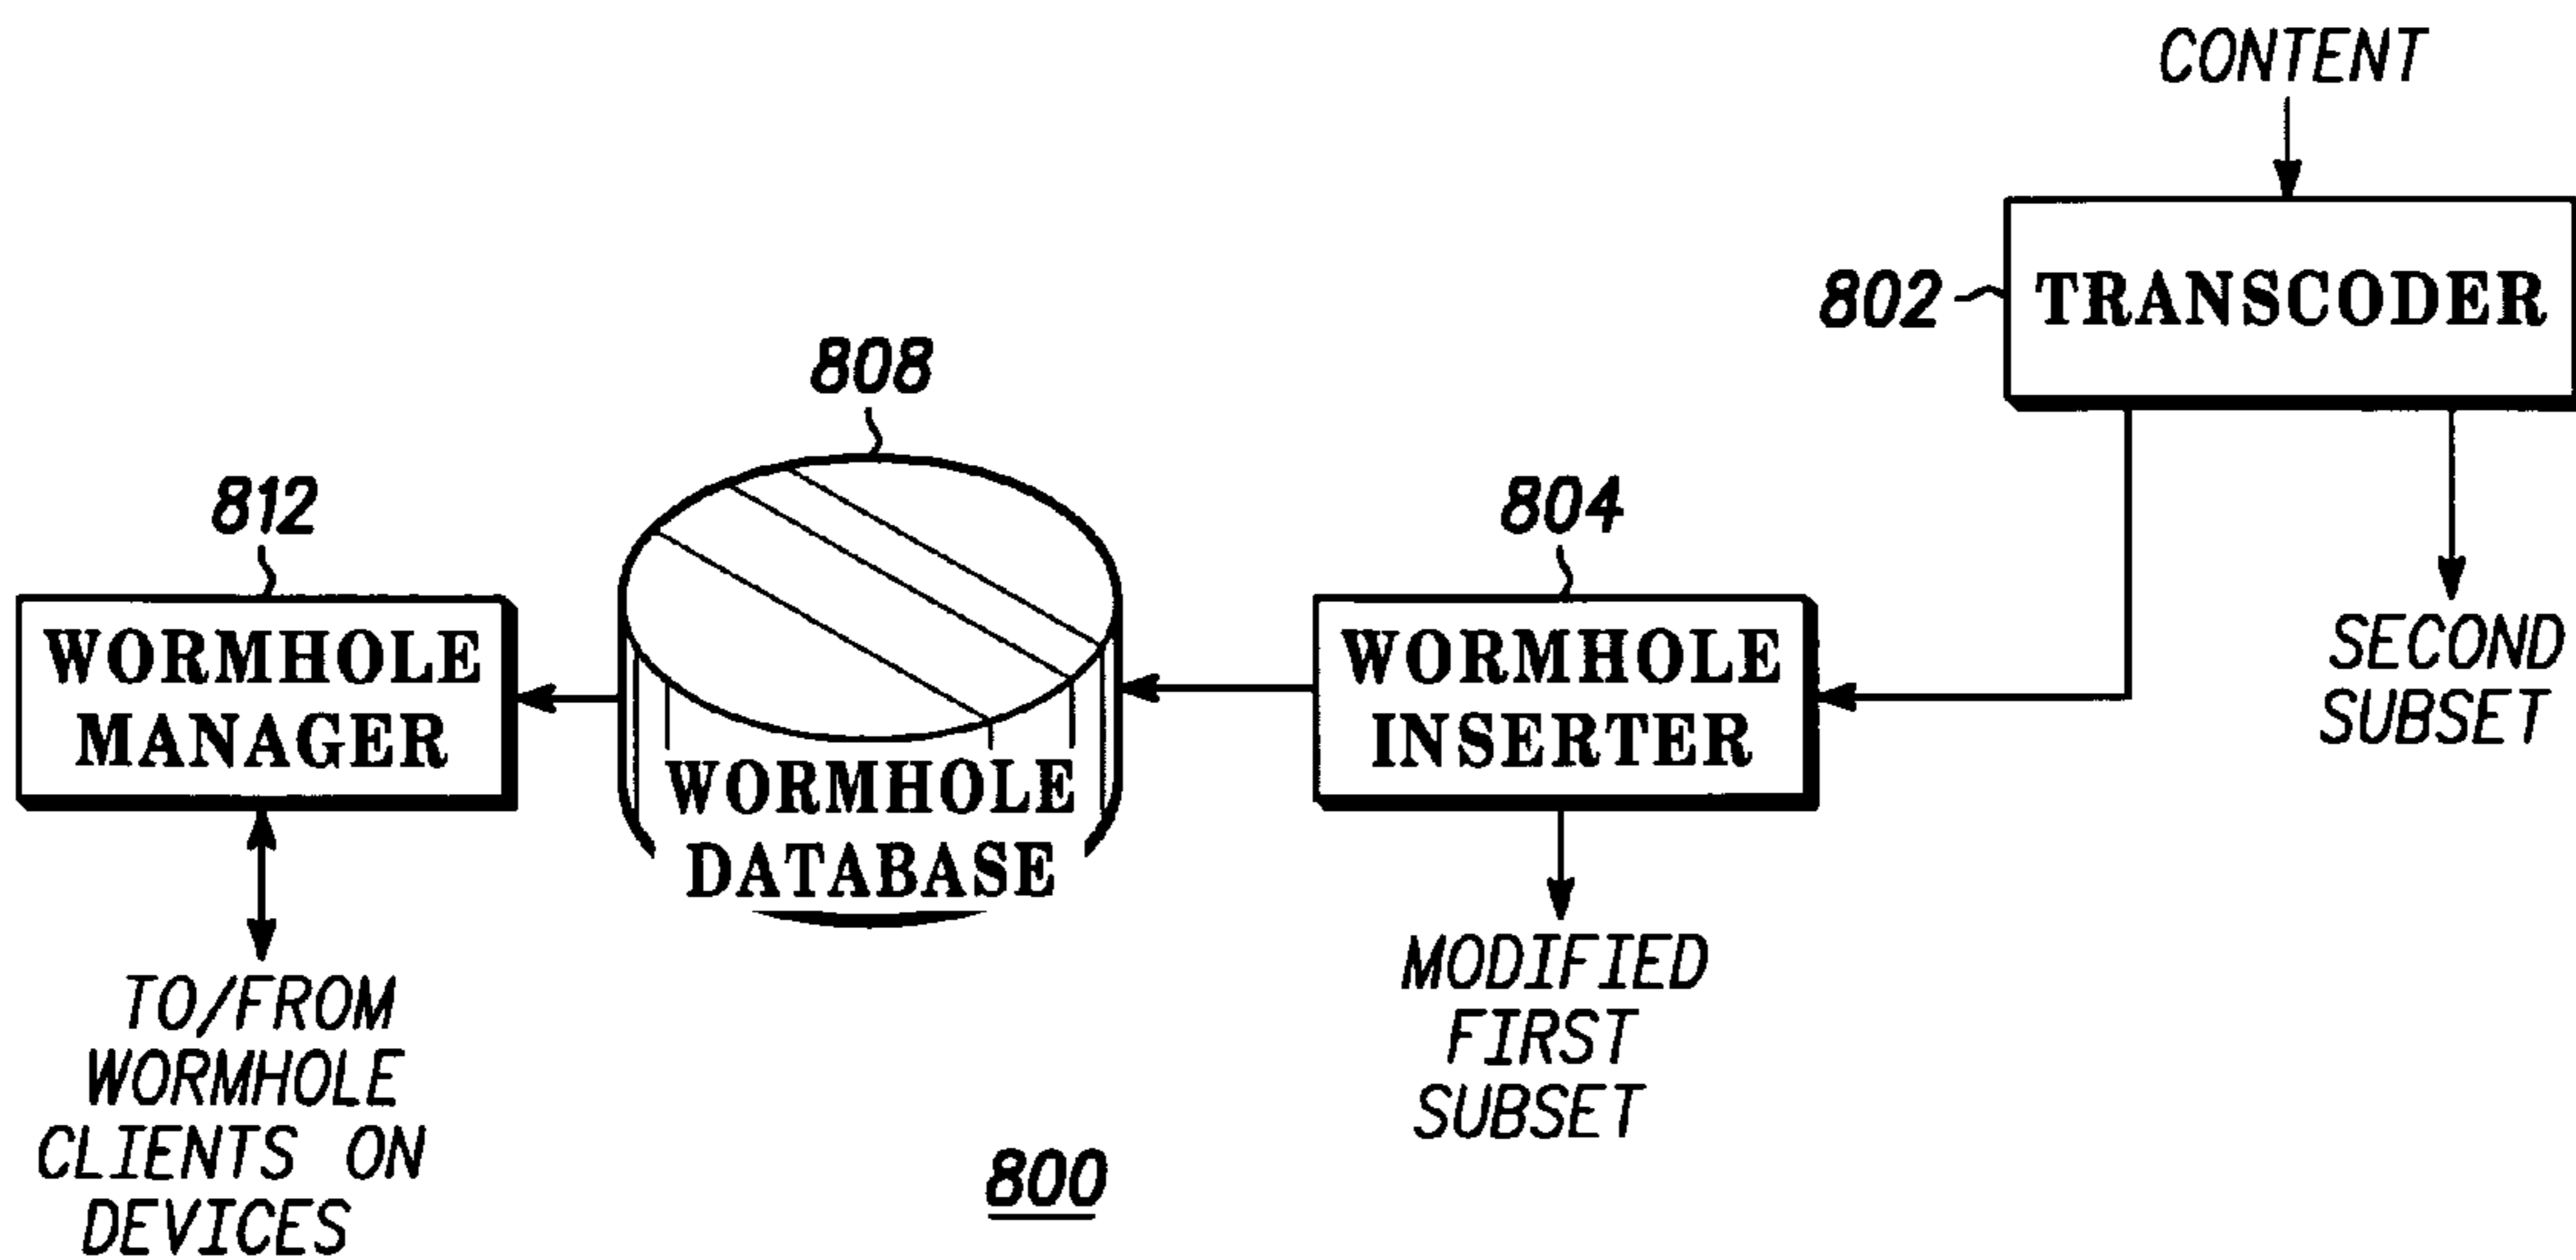 CONTENT
802
TRANSCODER
808
812
804
SECOND
SUBSET
WORMHOLE
MANAGER
WORMHOLE
DATABASE
WORMHOLE
INSERTER
TO/FROM
WORMHOLE
CLIENTS ON
DEVICES
MODIFIED
FIRST
SUBSET
800